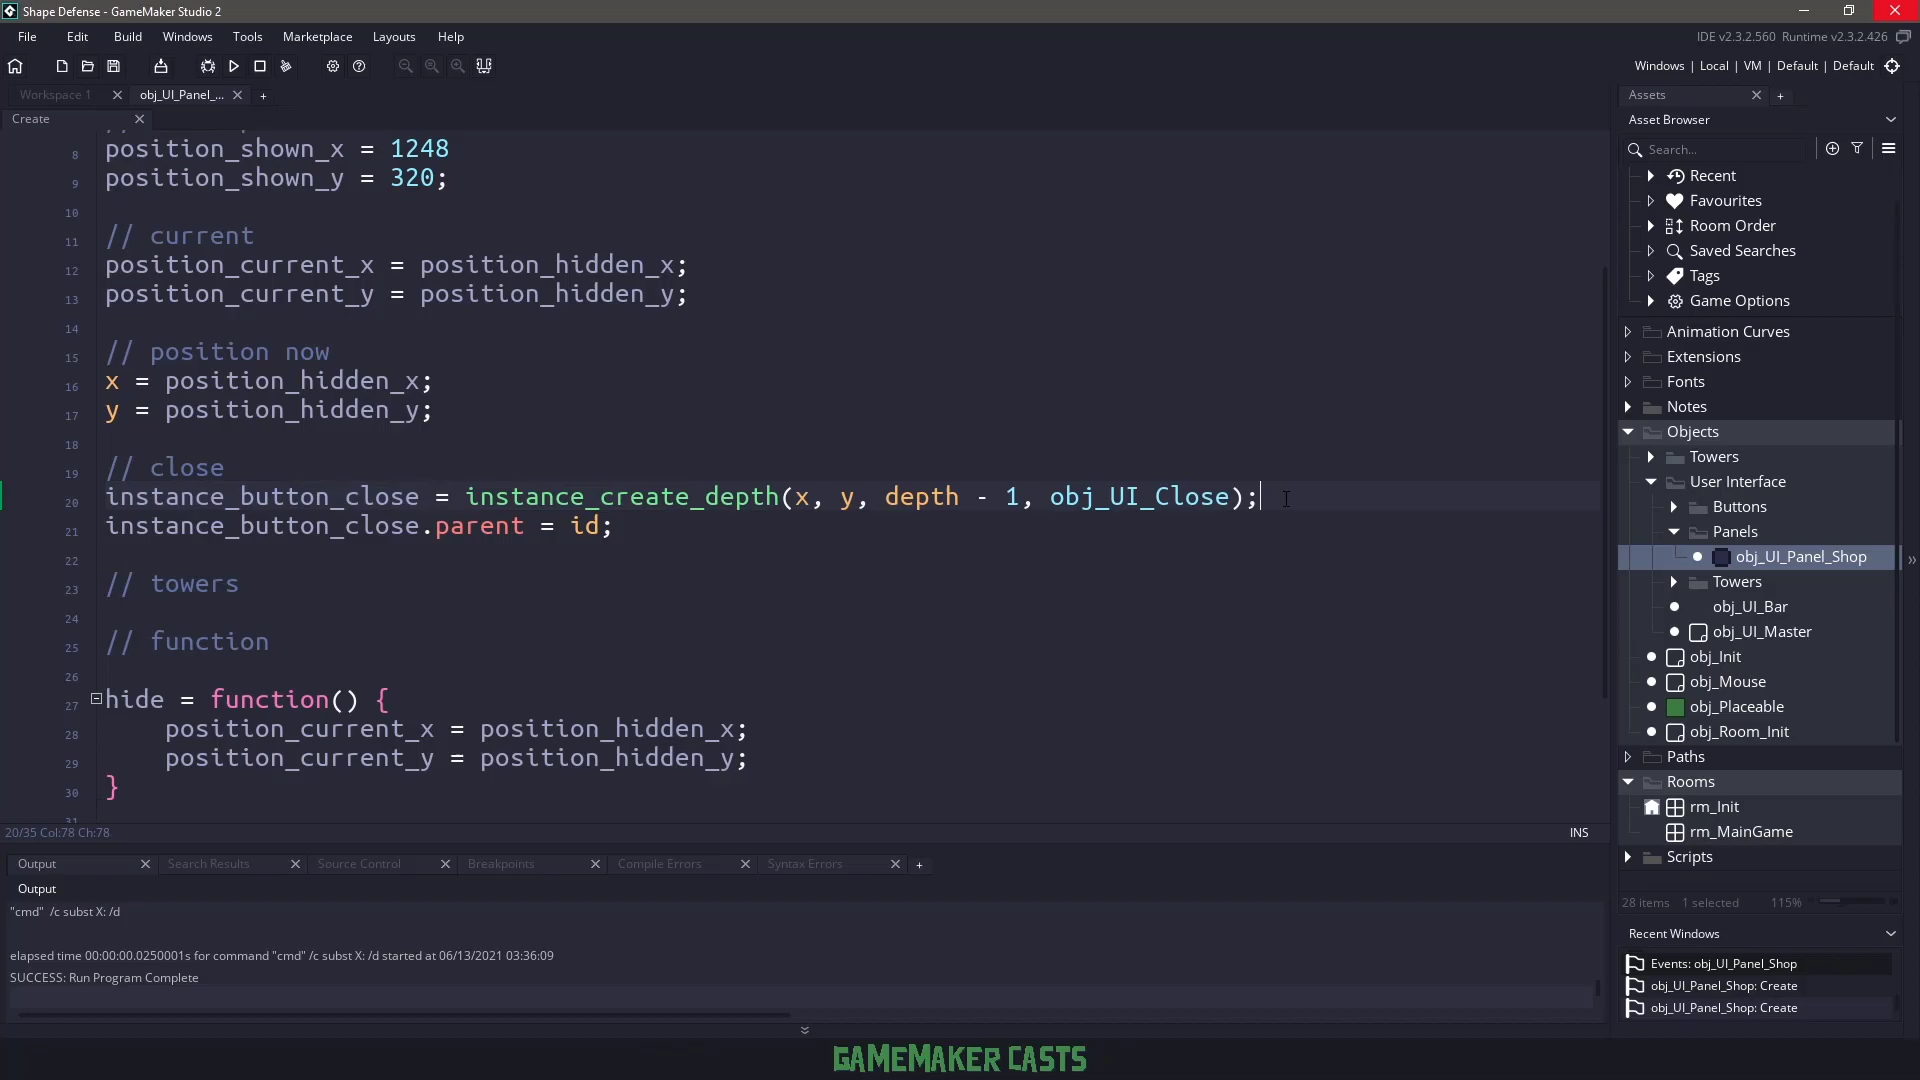 Shape Defense - GameMaker Studio 2
File Edit Build Windows Tools Marketplace Layouts Help
IDE v2.3.2.560 Runtime v2.3.2.426
Windows | Local | VM | Default | Default
Workspace 1
obj_UI_Panel_...
+
Create
8 position_shown_x = 1248
9 position_shown_y = 320;
10
11 // current
12 position_current_x = position_hidden_x;
13 position_current_y = position_hidden_y;
14
15 // position now
16 x = position_hidden_x;
17 y = position_hidden_y;
18
19 // close
20 instance_button_close = instance_create_depth(x, y, depth - 1, obj_UI_Close);
21 instance_button_close.parent = id;
22
23 // towers
24
25 // function
26
27 hide = function() {
28 position_current_x = position_hidden_x;
29 position_current_y = position_hidden_y;
30 }
31
20/35 Col:78 Ch:78
INS
Output Search Results Source Control Breakpoints Compile Errors Syntax Errors +
Output
"cmd" /c subst X: /d
elapsed time 00:00:00.0250001s for command "cmd" /c subst X: /d started at 06/13/2021 03:36:09
SUCCESS: Run Program Complete
Assets
+
Asset Browser
Search...
Recent
Favourites
Room Order
Saved Searches
Tags
Game Options
Animation Curves
Extensions
Fonts
Notes
Objects
Towers
User Interface
Buttons
Panels
obj_UI_Panel_Shop
Towers
obj_UI_Bar
obj_UI_Master
obj_Init
obj_Mouse
obj_Placeable
obj_Room_Init
Paths
Rooms
rm_Init
rm_MainGame
Scripts
28 items 1 selected 115%
Recent Windows
Events: obj_UI_Panel_Shop
obj_UI_Panel_Shop: Create
obj_UI_Panel_Shop: Create
GAMEMAKER CASTS